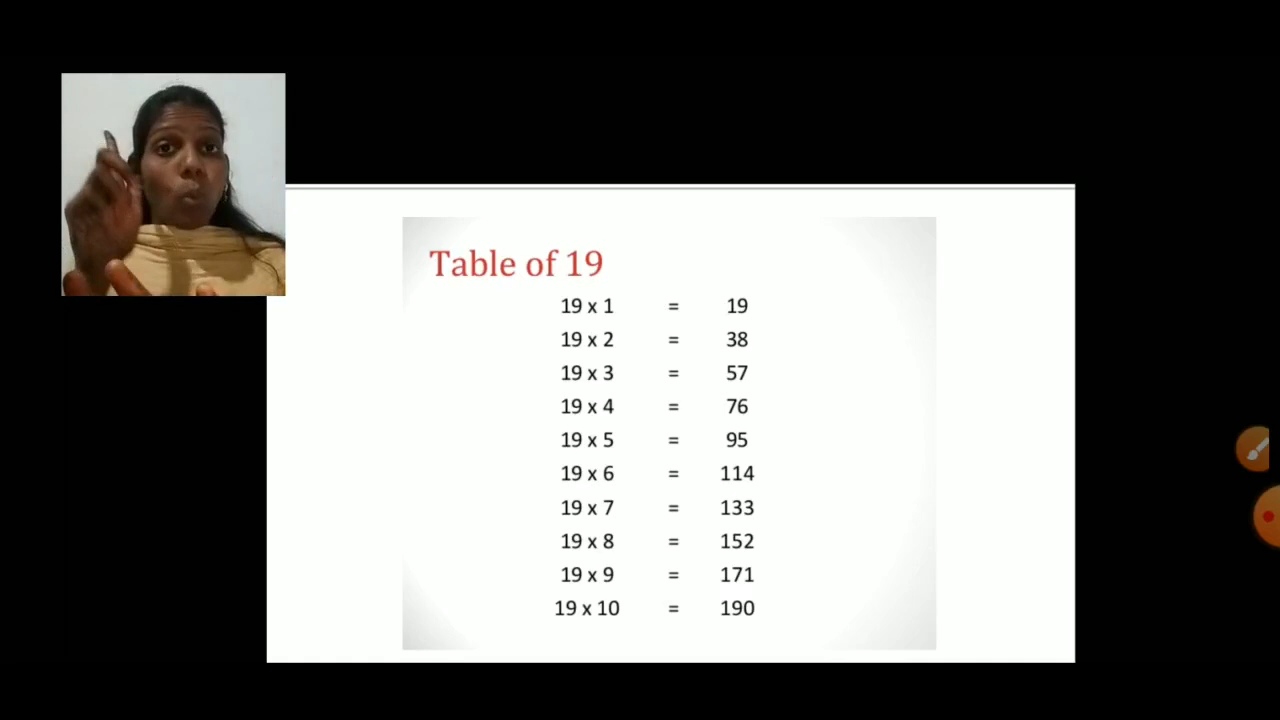 Table of 19
19 x 1 = 19
19 x 2 = 38
19 x 3 = 57
19 x 4 = 76
19 x 5 = 95
19 x 6 = 114
19 x 7 = 133
19 x 8 = 152
19 x 9 = 171
19 x 10 = 190